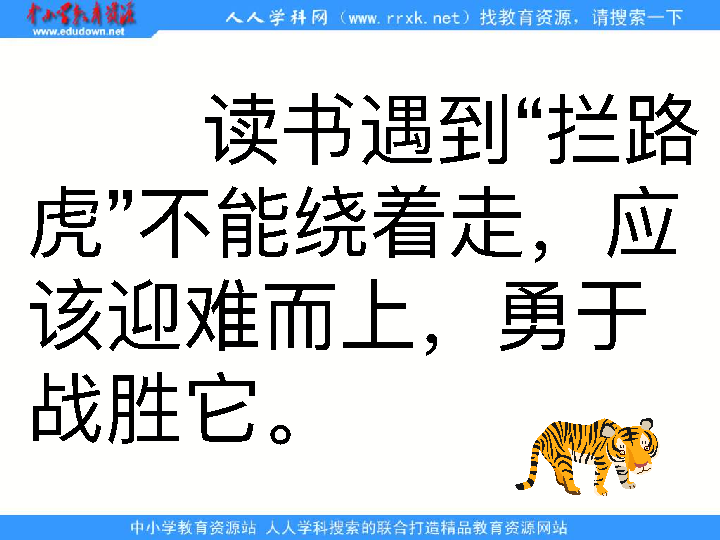 中小学教育资源
www.edudown.net
人人学科网（www.rrxk.net）找教育资源，请搜索一下
读书遇到“拦路
虎”不能绕着走，应
该迎难而上，勇于
战胜它。
中小学教育资源站 人人学科搜索的联合打造精品教育资源网站